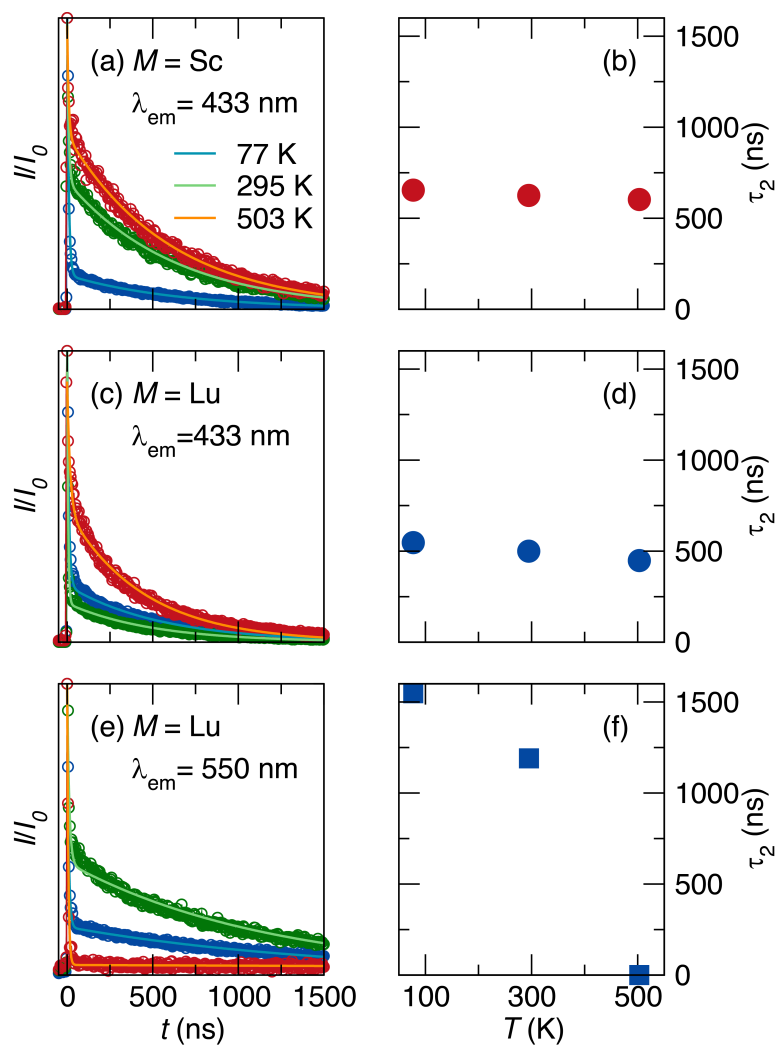 (a) M = Sc
λem= 433 nm
77 K
295 K
503 K
I/I0
(b)
1500
1000
500
0
τ2 (ns)
(c) M = Lu
λem=433 nm
I/I0
(d)
1500
1000
500
0
τ2 (ns)
(e) M = Lu
λem= 550 nm
I/I0
0 500 1000 1500
t (ns)
(f)
1500
1000
500
0
τ2 (ns)
100 200 300 400 500
T (K)